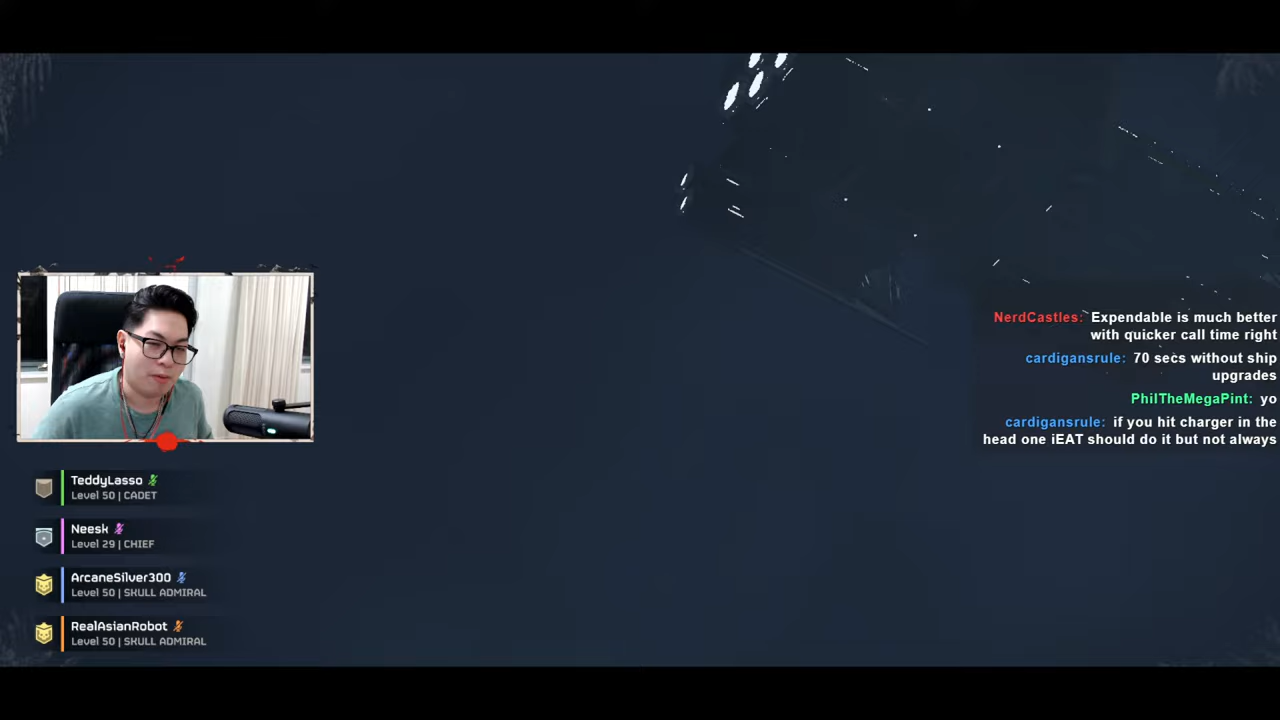 NerdCastles: Expendable is much better
with quicker call time right
cardigansrule: 70 secs without ship
upgrades
PhilTheMegaPint: yo
cardigansrule: if you hit charger in the
head one iEAT should do it but not always
TeddyLasso
Level 50 | CADET
Neesk
Level 29 | CHIEF
ArcaneSilver300
Level 50 | SKULL ADMIRAL
RealAsianRobot
Level 50 | SKULL ADMIRAL